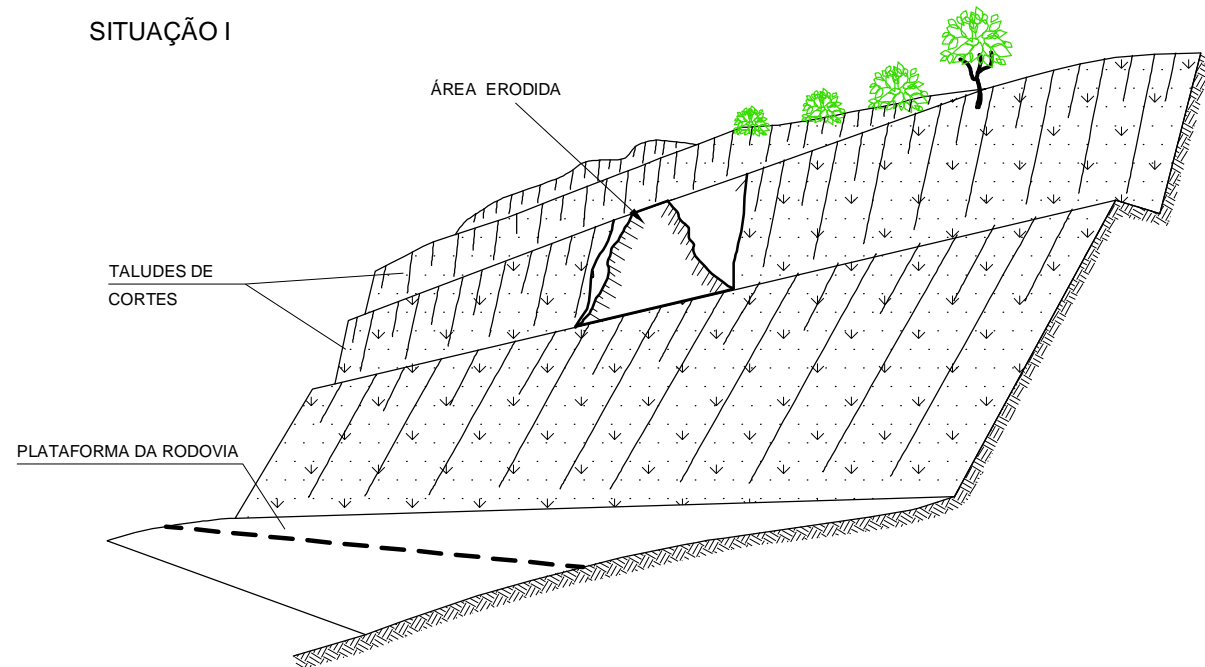 SITUAÇÃO I
ÁREA ERODIDA
TALUDES DE
CORTES
PLATAFORMA DA RODOVIA